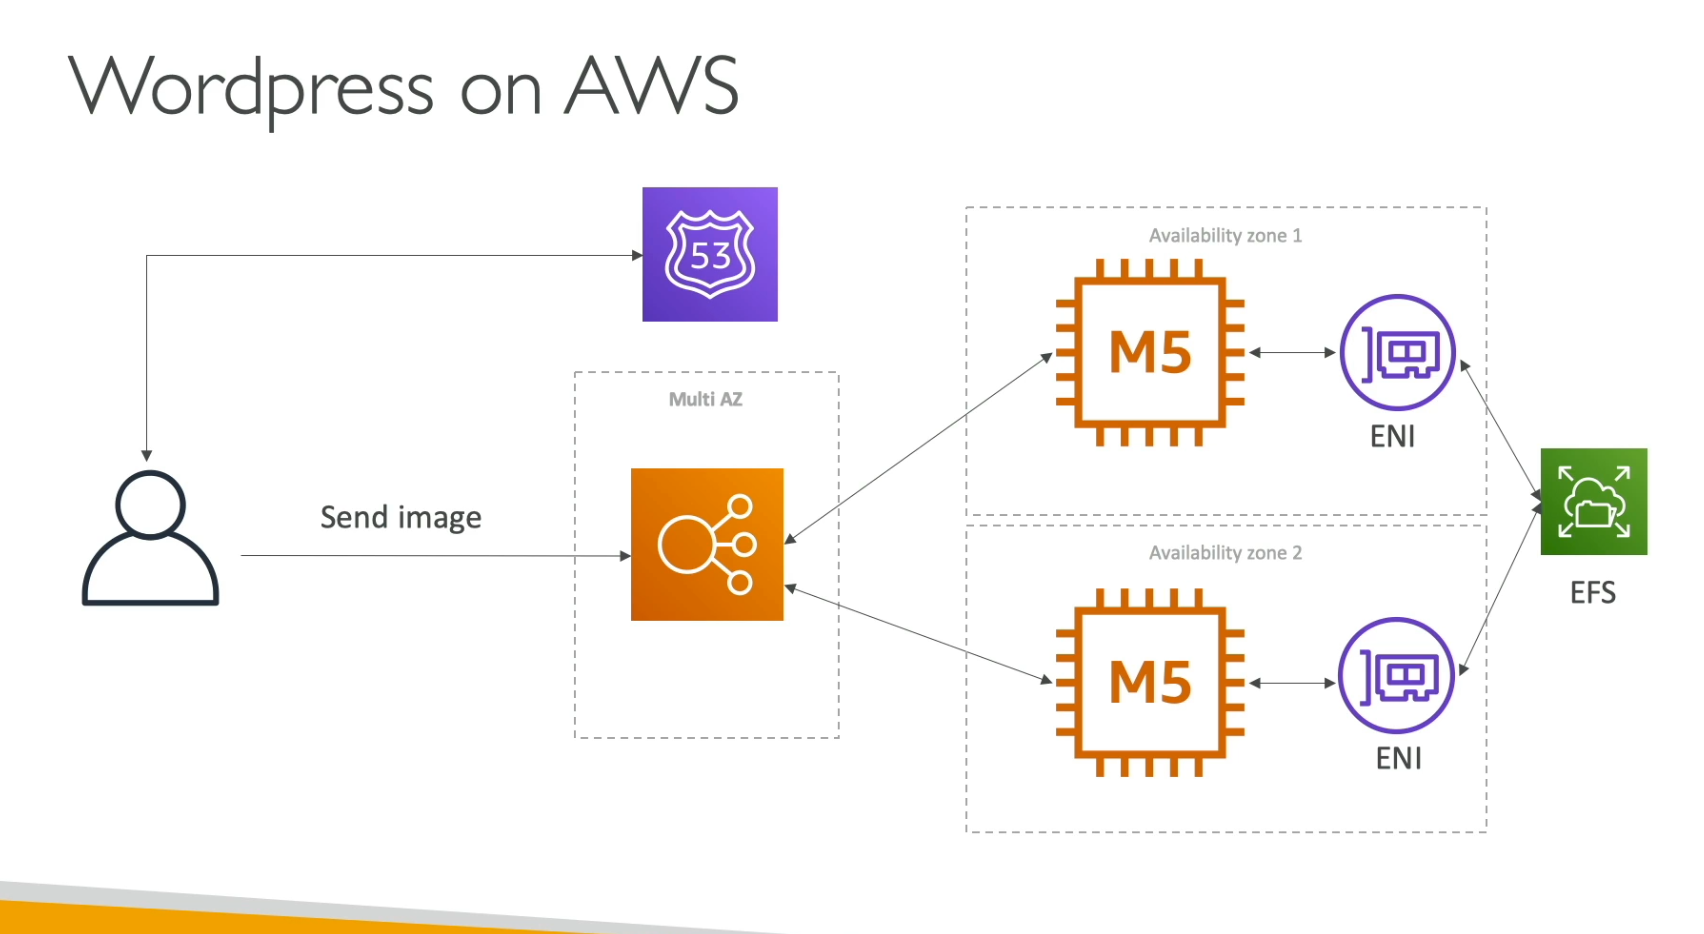 Wordpress on AWS
53
Availability zone 1
M5
ENI
Multi AZ
Send image
EFS
Availability zone 2
M5
ENI